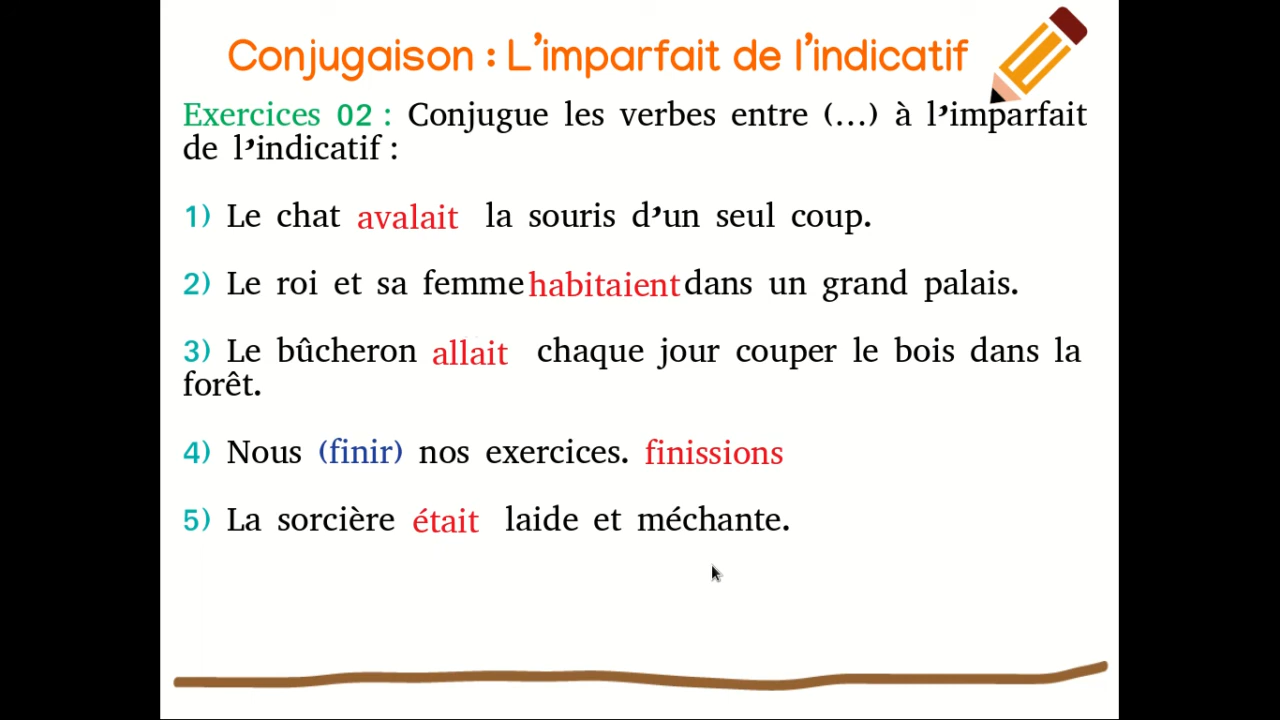 Conjugaison : L'imparfait de l'indicatif
Exercices 02 : Conjugue les verbes entre (...) à l'imparfait
de l'indicatif :
1) Le chat avalait la souris d'un seul coup.
2) Le roi et sa femme habitaient dans un grand palais.
3) Le bûcheron allait chaque jour couper le bois dans la
forêt.
4) Nous (finir) nos exercices. finissions
5) La sorcière était laide et méchante.